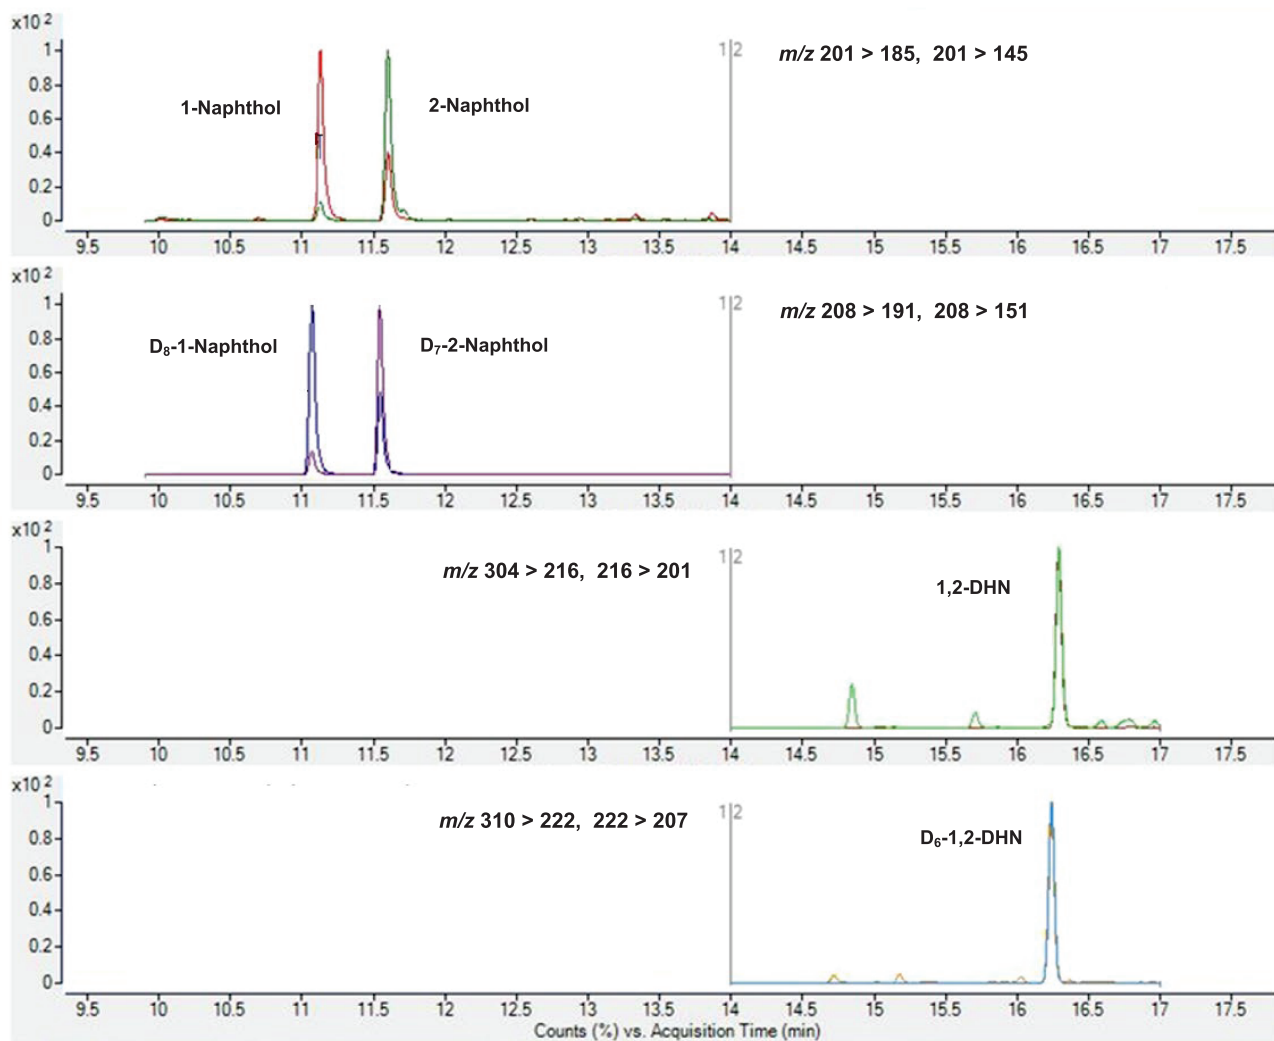 x10 2
1
0.8
0.6
0.4
0.2
0
1-Naphthol
2-Naphthol
1 2
m/z 201 > 185, 201 > 145
9.5 10 10.5 11 11.5 12 12.5 13 13.5 14 14.5 15 15.5 16 16.5 17 17.5
x10 2
1
0.8
0.6
0.4
0.2
0
D8-1-Naphthol
D7-2-Naphthol
1 2
m/z 208 > 191, 208 > 151
9.5 10 10.5 11 11.5 12 12.5 13 13.5 14 14.5 15 15.5 16 16.5 17 17.5
x10 2
1
0.8
0.6
0.4
0.2
0
m/z 304 > 216, 216 > 201
1 2
1,2-DHN
9.5 10 10.5 11 11.5 12 12.5 13 13.5 14 14.5 15 15.5 16 16.5 17 17.5
x10 2
1
0.8
0.6
0.4
0.2
0
m/z 310 > 222, 222 > 207
1 2
D6-1,2-DHN
9.5 10 10.5 11 11.5 12 12.5 13 13.5 14 14.5 15 15.5 16 16.5 17 17.5
Counts (%) vs. Acquisition Time (min)